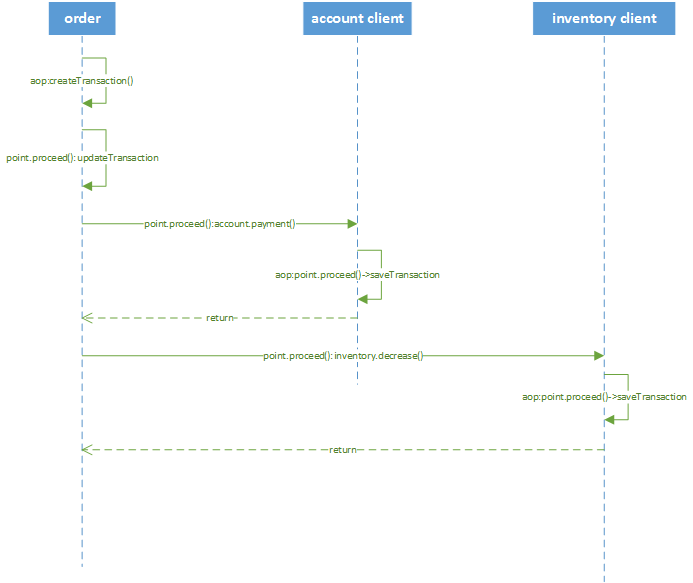 order
account client
inventory client
aop:createTransaction()
point.proceed(): updateTransaction
point.proceed():account.payment()
aop:point.proceed()->saveTransaction
return
point.proceed(): inventory.decrease()
aop:point.proceed()->saveTransaction
return